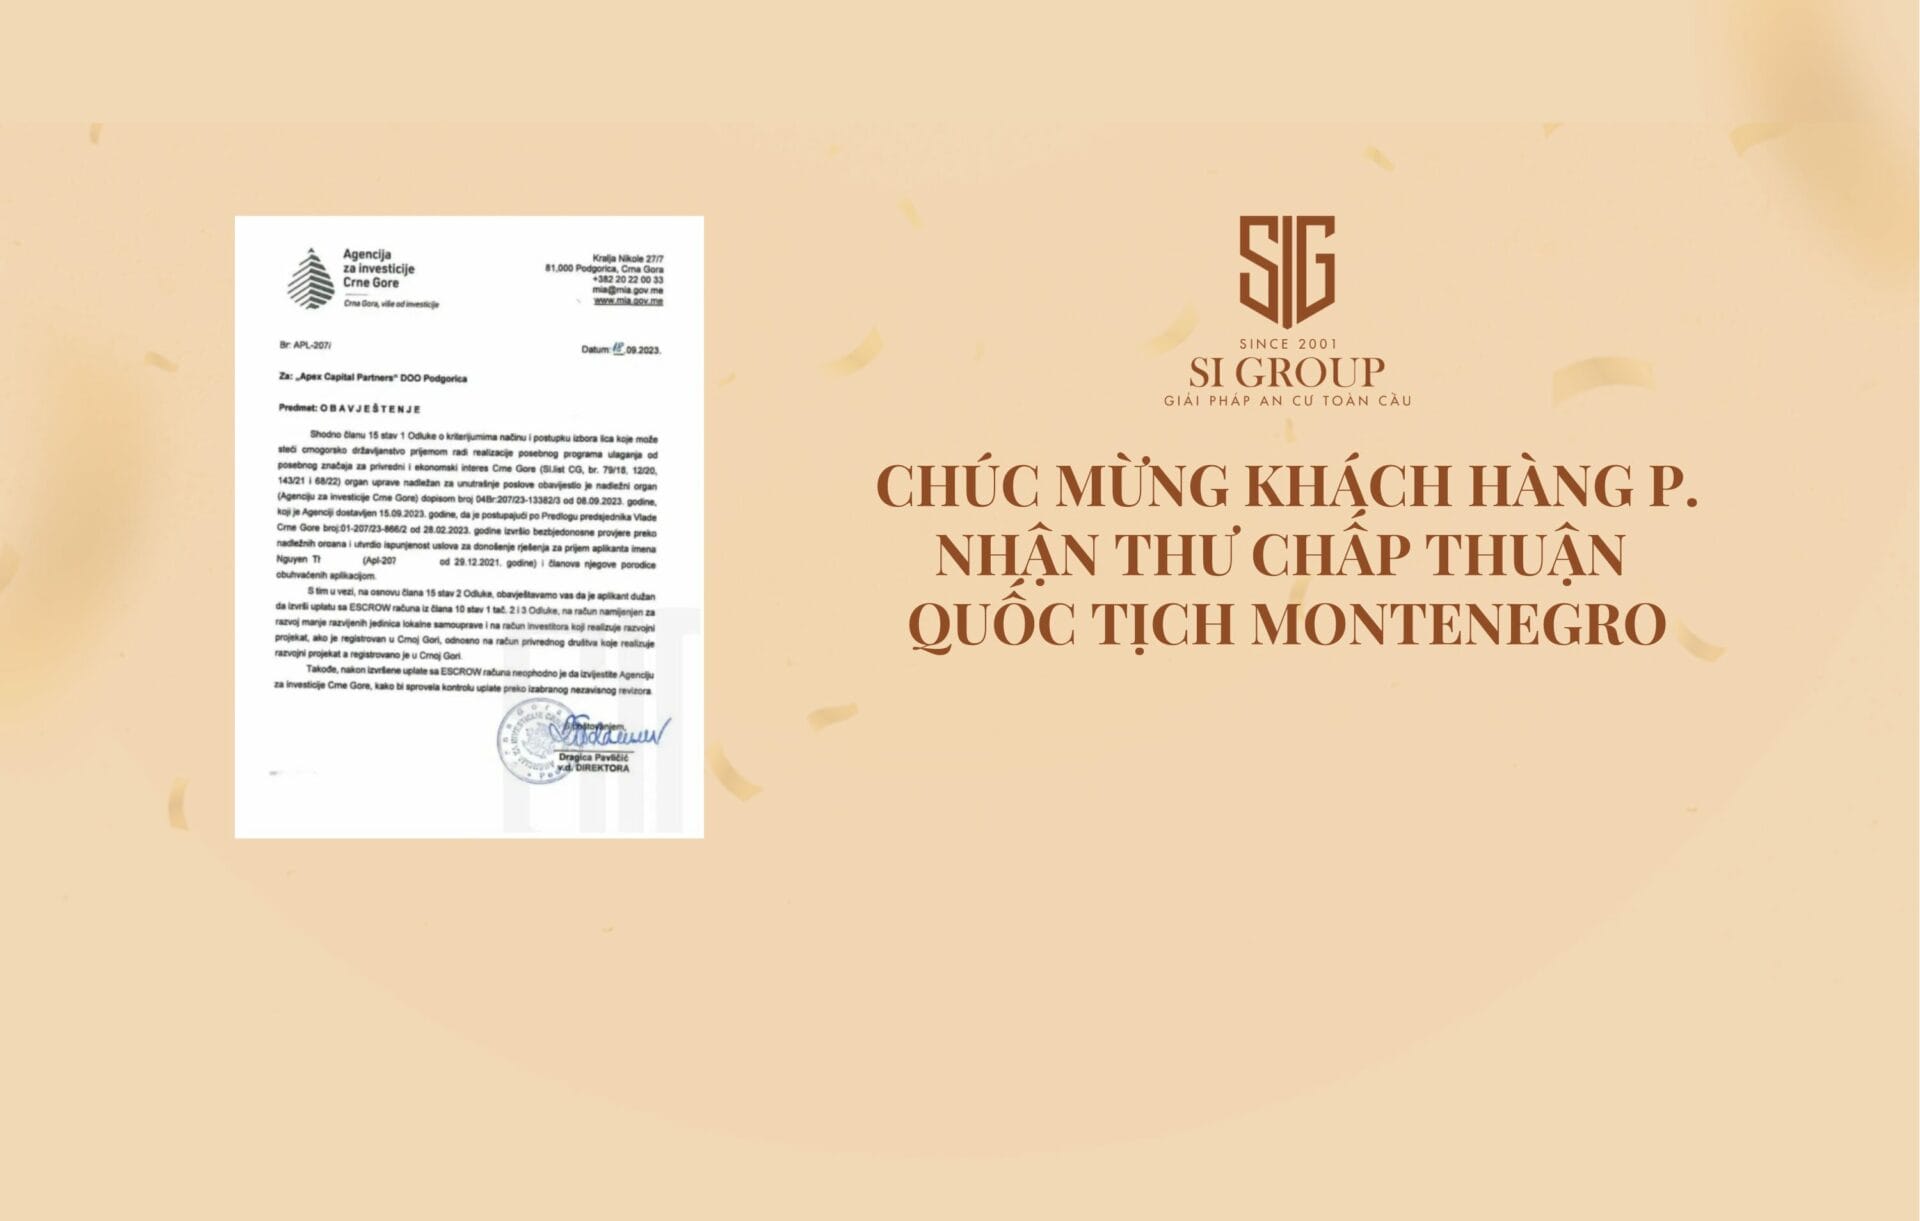 Agencija
za investicije
Crne Gore
Crna Gora, više od investicije
Kralja Nikole 27/7
81,000 Podgorica, Crna Gora
+382 20 22 00 33
mia@mia.gov.me
www.mia.gov.me
Br: APL-207/
Datum: 18.09.2023.
Za: „Apex Capital Partners“ DOO Podgorica
Predmet: O B A V J E Š T E N J E
Shodno članu 15 stav 1 Odluke o kriterijumima načinu i postupku izbora lica koje može
steći crnogorsko državljanstvo prijemom radi realizacije posebnog programa ulaganja od
posebnog značaja za privredni i ekonomski interes Crne Gore (Sl.list CG, br. 79/18, 12/20,
143/21 i 68/22) organ uprave nadležan za unutrašnje poslove obavijestio je nadležni organ
(Agenciju za investicije Crne Gore) dopisom broj 04Br:207/23-13382/3 od 08.09.2023. godine,
koji je Agenciji dostavljen 15.09.2023. godine, da je postupajući po Predlogu predsjednika Vlade
Crne Gore broj:01-207/23-866/2 od 28.02.2023. godine izvršio bezbjedonosne provjere preko
nadležnih organa i utvrdio ispunjenost uslova za donošenje rješenja za prijem aplikanta imena
Nguyen (Apl-207 od 29.12.2021. godine) i članova njegove porodice
obuhvaćenih aplikacijom.
S tim u vezi, na osnovu člana 15 stav 2 Odluke, obavještavamo vas da je aplikant dužan
da izvrši uplatu sa ESCROW računa iz člana 10 stav 1 tač. 2 i 3 Odluke, na račun namijenjen za
razvoj manje razvijenih jedinica lokalne samouprave i na račun investitora koji realizuje razvojni
projekat, ako je registrovan u Crnoj Gori, odnosno na račun privrednog društva koje realizuje
razvojni projekat a registrovano je u Crnoj Gori.
Takođe, nakon izvršene uplate sa ESCROW računa neophodno je da izvijestite Agenciju
za investicije Crne Gore, kako bi sprovela kontrolu uplate preko izabranog nezavisnog revizora.
Dragica Pavličić
v.d. DIREKTORA
SIG
SINCE 2001
SI GROUP
GIẢI PHÁP AN CƯ TOÀN CẦU
CHÚC MỪNG KHÁCH HÀNG P.
NHẬN THƯ CHẤP THUẬN
QUỐC TỊCH MONTENEGRO